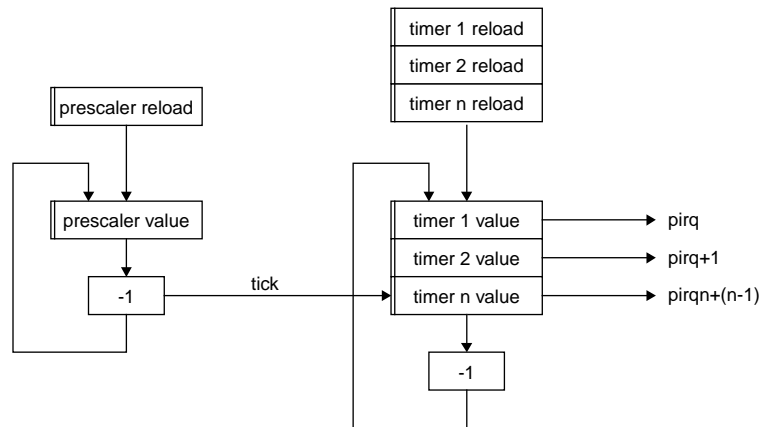 timer 1 reload
timer 2 reload
prescaler reload
timer n reload
prescaler value
timer 1 value
pirq
timer 2 value
pirq+1
-1
tick
timer n value
pirqn+(n-1)
-1